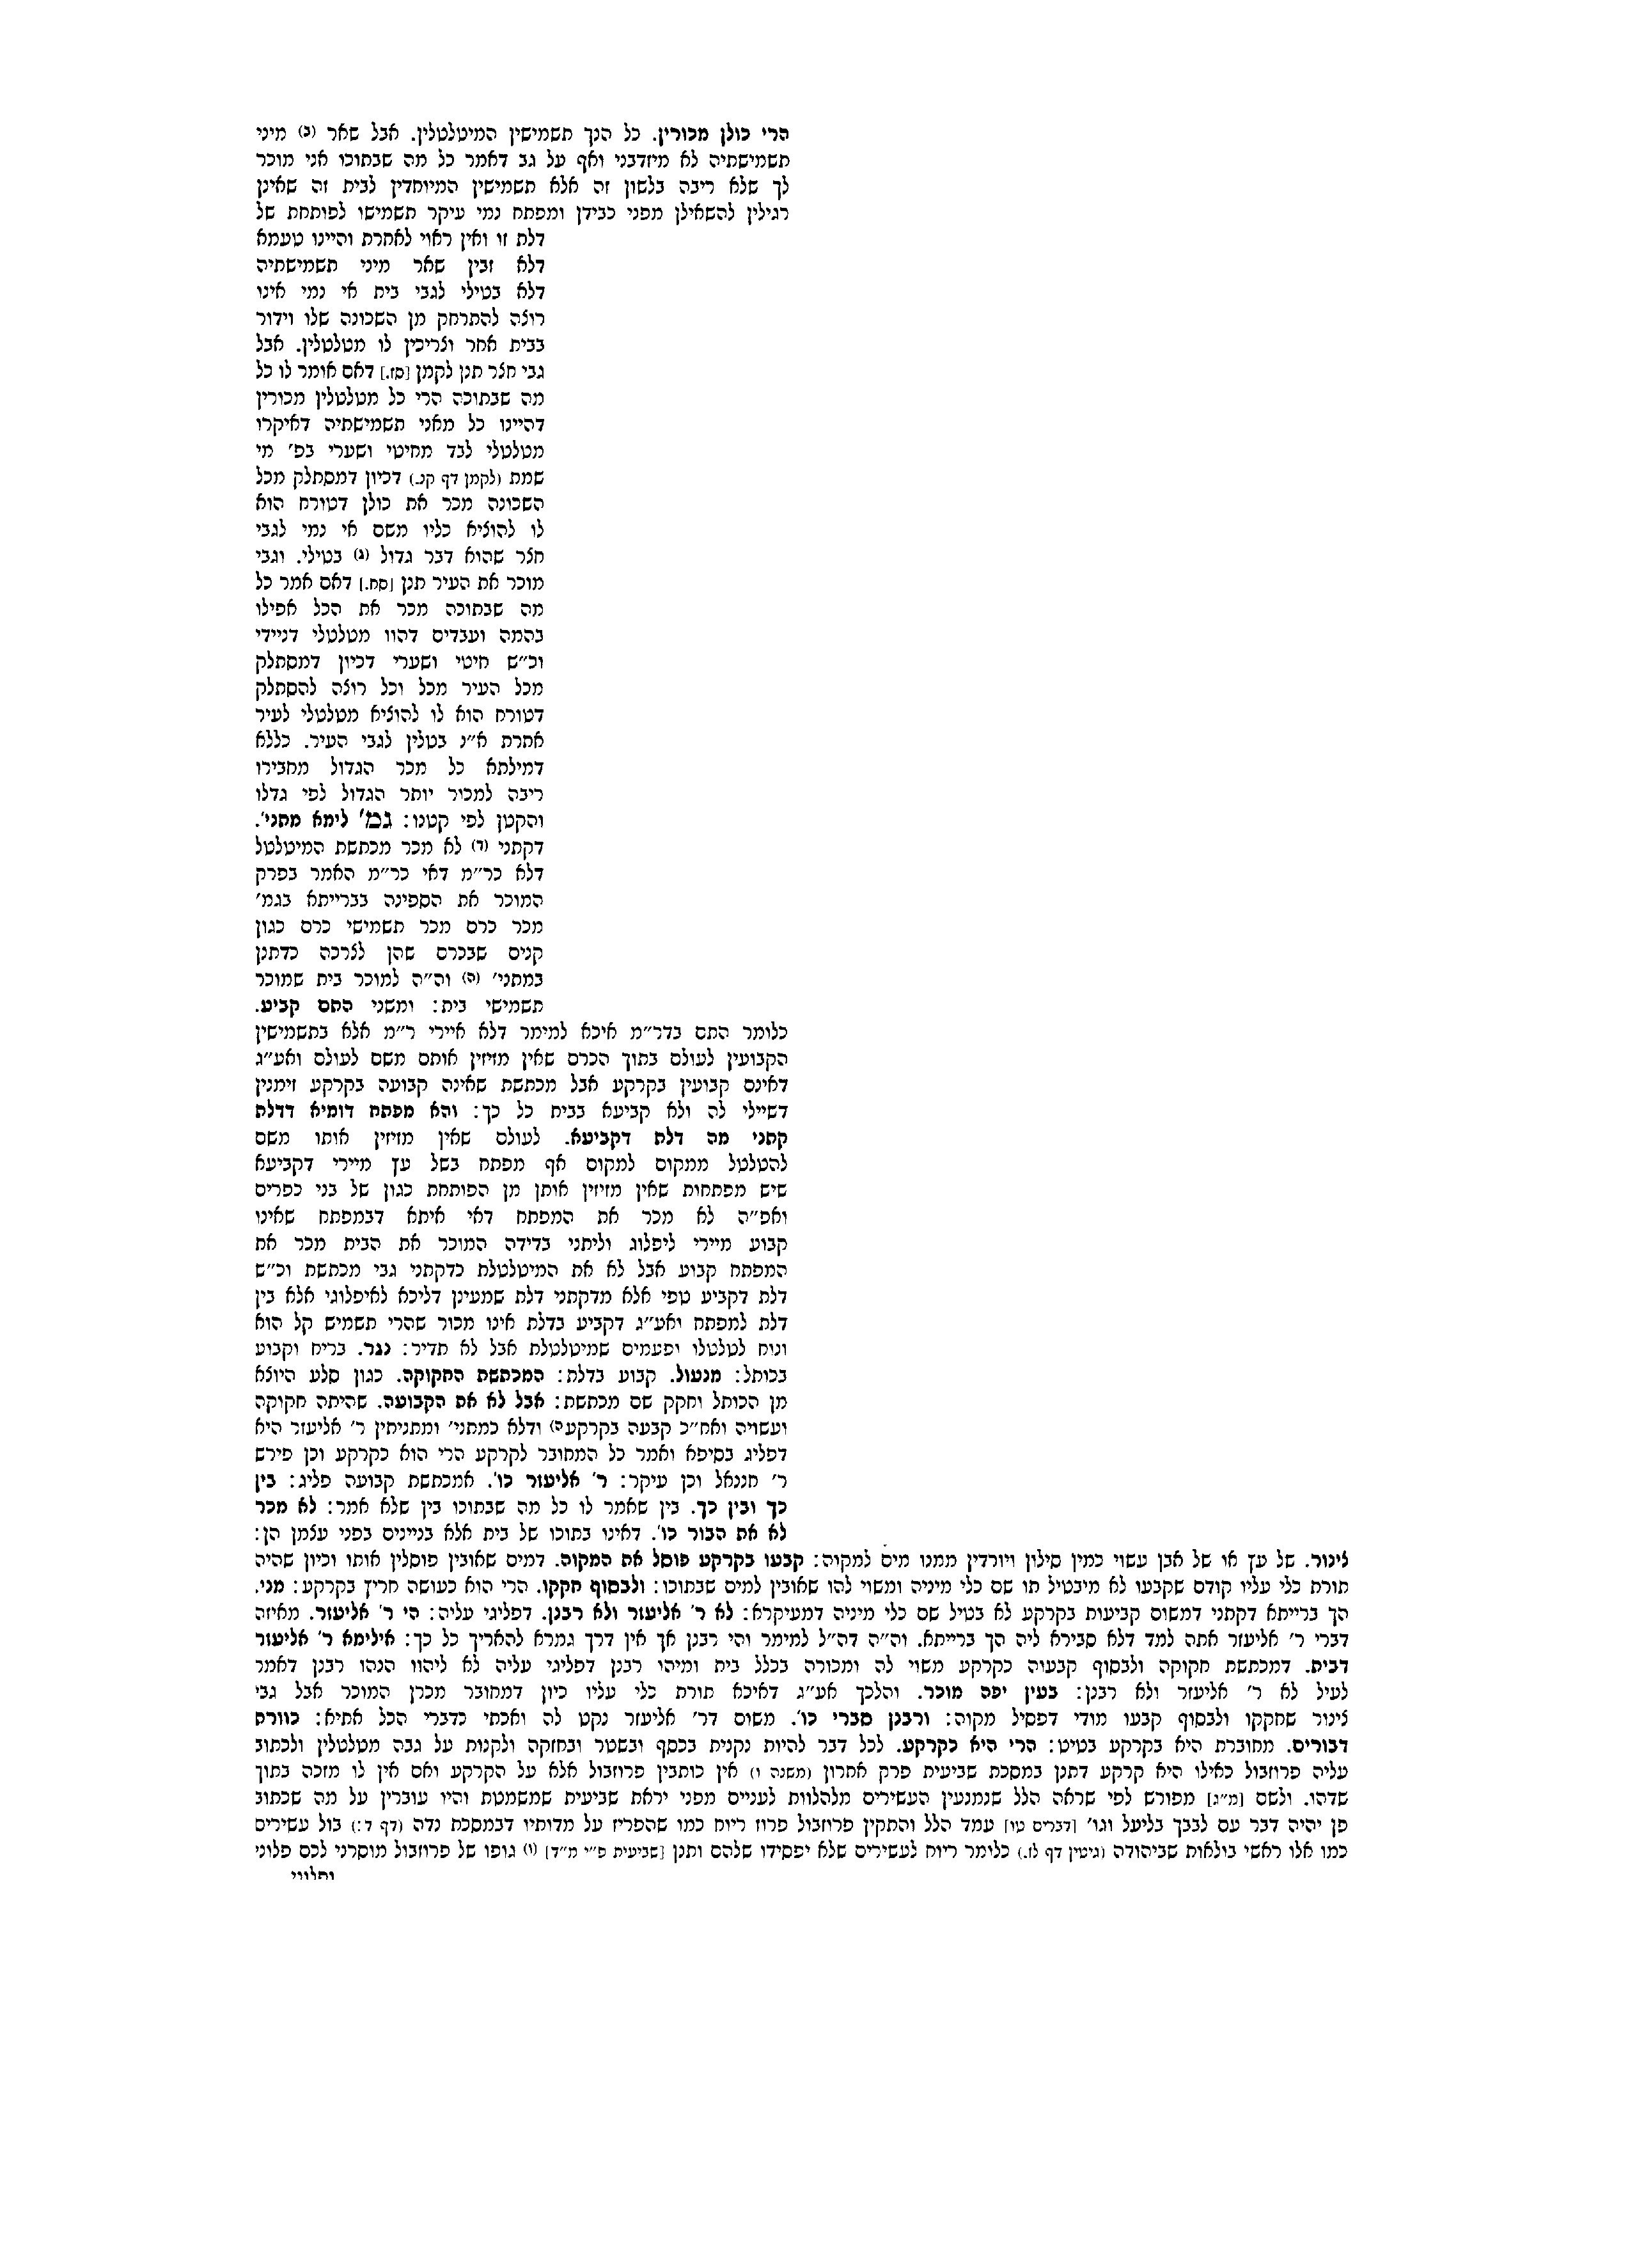 הרי כולן מכורין. כל הנך תשמישין המיטלטלין. אבל שאר (ב) מיני
תשמישתיה לא מיזדבני ואף על גב דאמר כל מה שבתוכו אני מוכר
לך שלא ריבה בלשון זה אלא תשמישין המיוחדין לבית זה שאינן
רגילין להשאילן מפני כבידן ומפתח נמי עיקר תשמישו לפותחת של
דלת זו ואין ראוי לאחרת והיינו טעמא
דלא זבין שאר מיני תשמישתיה
דלא בטילי לגבי בית אי נמי אינו
רוצה להתרחק מן השכונה שלו וידור
בבית אחר וצריכין לו מטלטלין. אבל
גבי חצר תנן לקמן [סז.] דאם אומר לו כל
מה שבתוכה הרי כל מטלטלין מכורין
דהיינו כל מאני תשמישתיה דאיקרו
מטלטלי לבד מחיטי ושערי בפ׳ מי
שמת (לקמן דף קנ.) דכיון דמסתלק מכל
השכונה מכר את כולן דטורח הוא
לו להוציא כליו משם אי נמי לגבי
חצר שהוא דבר גדול (ג) בטילי. וגבי
מוכר את העיר תנן [סח.] דאם אמר כל
מה שבתוכה מכר את הכל אפילו
בהמה ועבדים דהוו מטלטלי דניידי
וכ״ש חיטי ושערי דכיון דמסתלק
מכל העיר מכל וכל רוצה להסתלק
דטורח הוא לו להוציא מטלטלי לעיר
אחרת א״נ בטלין לגבי העיר. כללא
דמילתא כל מכר הגדול מחבירו
ריבה למכור יותר הגדול לפי גדלו
והקטן לפי קטנו: גמ׳ לימא מתני׳.
דקתני (ד) לא מכר מכתשת המיטלטל
דלא כר״מ דאי כר״מ האמר בפרק
המוכר את הספינה בברייתא בגמ׳
מכר כרם מכר תשמישי כרם כגון
קנים שבכרם שהן לצרכה כדתנן
במתני׳ (ה) וה״ה למוכר בית שמוכר
תשמישי בית: ומשני התם קביע.
כלומר התם בדר״מ איכא למימר דלא איירי ר״מ אלא בתשמישין
הקבועין לעולם בתוך הכרם שאין מזיזין אותם משם לעולם ואע״ג
דאינם קבועין בקרקע אבל מכתשת שאינה קבועה בקרקע זימנין
דשיילי לה ולא קביעא בבית כל כך: והא מפתח דומיא דדלת
קתני מה דלת דקביעא. לעולם שאין מזיזין אותו משם
להטלטל ממקום למקום אף מפתח בשל עץ מיירי דקביעא
שיש מפתחות שאין מזיזין אותן מן הפותחת כגון של בני כפרים
ואפ״ה לא מכר את המפתח דאי איתא דבמפתח שאינו
קבוע מיירי ליפלוג וליתני בדידה המוכר את הבית מכר את
המפתח קבוע אבל לא את המיטלטלת כדקתני גבי מכתשת וכ״ש
דלת דקביע טפי אלא מדקתני דלת שמעינן דליכא לאיפלוגי אלא בין
דלת למפתח ואע״ג דקביע בדלת אינו מכור שהרי תשמיש קל הוא
ונוח לטלטלו ופעמים שמיטלטלת אבל לא תדיר: נגר. בריח וקבוע
בכותל: מנעול. קבוע בדלת: המכתשת החקוקה. כגון סלע היוצא
מן הכותל וחקק שם מכתשת: אבל לא את הקבועה. שהיתה חקוקה
ועשויה ואח״כ קבעה בקרקע(ס) ודלא כמתני׳ ומתניתין ר׳ אליעזר היא
דפליג בסיפא ואמר כל המחובר לקרקע הרי הוא כקרקע וכן פירש
ר׳ חננאל וכן עיקר: ר׳ אליעזר כו׳. אמכתשת קבועה פליג: בין
כך ובין כך. בין שאמר לו כל מה שבתוכו בין שלא אמר: לא מכר
לא את הבור כו׳. דאינו בתוכו של בית אלא בניינים בפני עצמן הן:
צינור. של עץ או של אבן עשוי כמין סילון ויורדין ממנו מים למקוה: קבעו בקרקע פוסל את המקוה. דמים שאובין פוסלין אותו וכיון שהיה
תורת כלי עליו קודם שקבעו לא מיבטיל תו שם כלי מיניה ומשוי להו שאובין למים שבתוכו: ולבסוף חקקו. הרי הוא כעושה חריץ בקרקע: מני.
הך ברייתא דקתני דמשום קביעות בקרקע לא בטיל שם כלי מיניה דמעיקרא: לא ר׳ אליעזר ולא רבנן. דפליגי עליה: הי ר׳ אליעזר. מאיזה
דברי ר׳ אליעזר אתה למד דלא סבירא ליה הך ברייתא. וה״ה דה״ל למימר והי רבנן אך אין דרך גמרא להאריך כל כך: אילימא ר׳ אליעזר
דבית. דמכתשת חקוקה ולבסוף קבעוה כקרקע משוי לה ומכורה בכלל בית ומיהו רבנן דפליגי עליה לא ליהוו הנהו רבנן דאמר
לעיל לא ר׳ אליעזר ולא רבנן: בעין יפה מוכר. והלכך אע״ג דאיכא תורת כלי עליו כיון דמחובר מכרן המוכר אבל גבי
צינור שחקקו ולבסוף קבעו מודי דפסיל מקוה: ורבנן סברי כו׳. משום דר׳ אליעזר נקט לה ואכתי כדברי הכל אתיא: כוורת
דבורים. מחוברת היא בקרקע בטיט: הרי היא כקרקע. לכל דבר להיות נקנית בכסף ובשטר ובחזקה ולקנות על גבה מטלטלין ולכתוב
עליה פרוזבול כאילו היא קרקע דתנן במסכת שביעית פרק אחרון (משנה ו) אין כותבין פרוזבול אלא על הקרקע ואם אין לו מזכה בתוך
שדהו. ולשם [מ״ג] מפורש לפי שראה הלל שנמנעין העשירים מלהלוות לעניים מפני יראת שביעית שמשמטת והיו עוברין על מה שכתוב
פן יהיה דבר עם לבבך בליעל וגו׳ [דברים טו] עמד הלל והתקין פרוזבול פרוז ריוח כמו שהפריז על מדותיו דבמסכת נדה (דף ד:) בול עשירים
כמו אלו ראשי בולאות שביהודה (גיטין דף לז.) כלומר ריוח לעשירים שלא יפסידו שלהם ותנן [שביעית פ״י מ״ד] (ו) גופו של פרוזבול מוסרני לכם פלוני
ופלוני